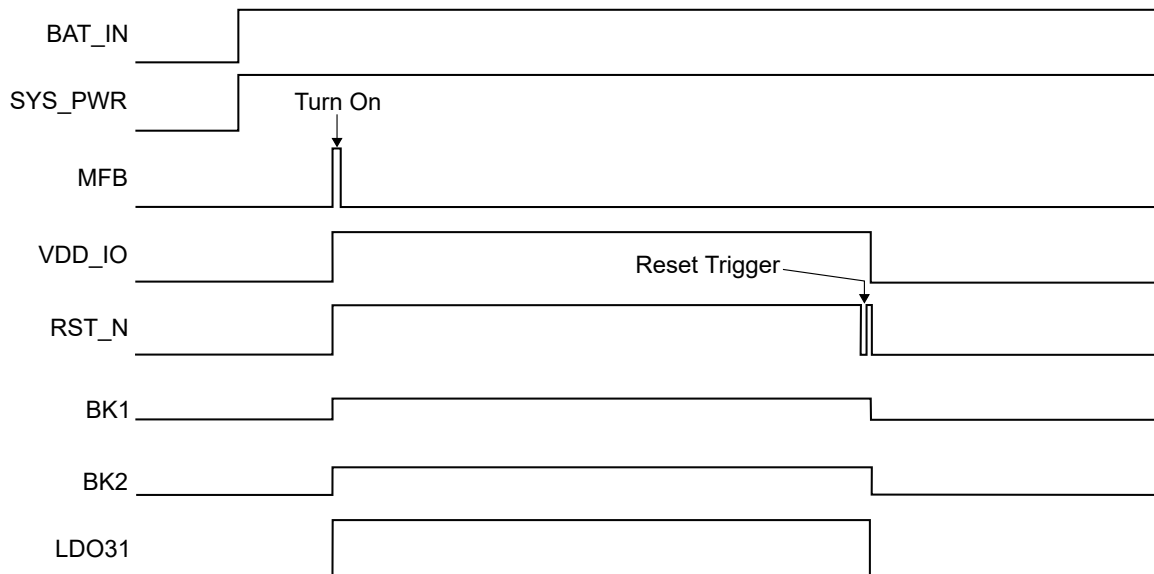 BAT_IN
SYS_PWR
Turn On
MFB
VDD_IO
Reset Trigger
RST_N
BK1
BK2
LDO31